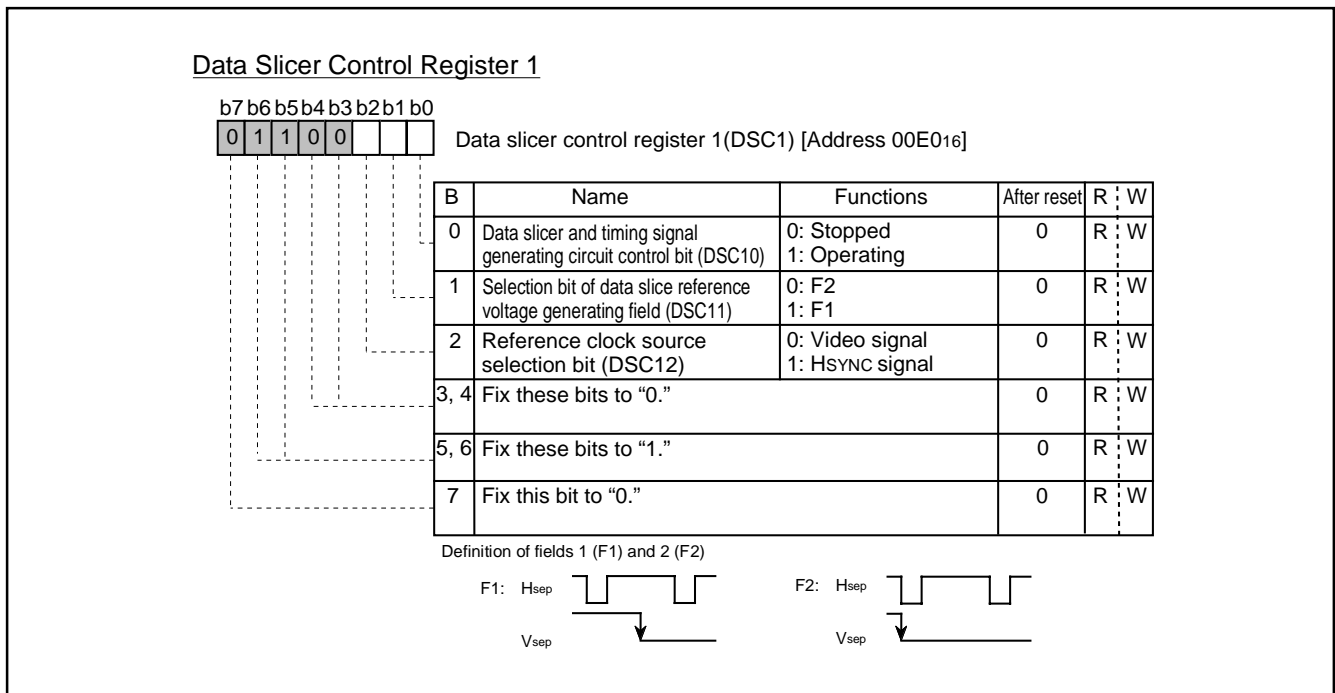 Data Slicer Control Register 1
b7 b6 b5 b4 b3 b2 b1 b0
0 1 1 0 0
Data slicer control register 1(DSC1) [Address 00E016]
B Name Functions After reset R W
0 Data slicer and timing signal generating circuit control bit (DSC10) 0: Stopped 1: Operating 0 R W
1 Selection bit of data slice reference voltage generating field (DSC11) 0: F2 1: F1 0 R W
2 Reference clock source selection bit (DSC12) 0: Video signal 1: HSYNC signal 0 R W
3, 4 Fix these bits to “0.” 0 R W
5, 6 Fix these bits to “1.” 0 R W
7 Fix this bit to “0.” 0 R W
Definition of fields 1 (F1) and 2 (F2)
F1: Hsep
Vsep
F2: Hsep
Vsep